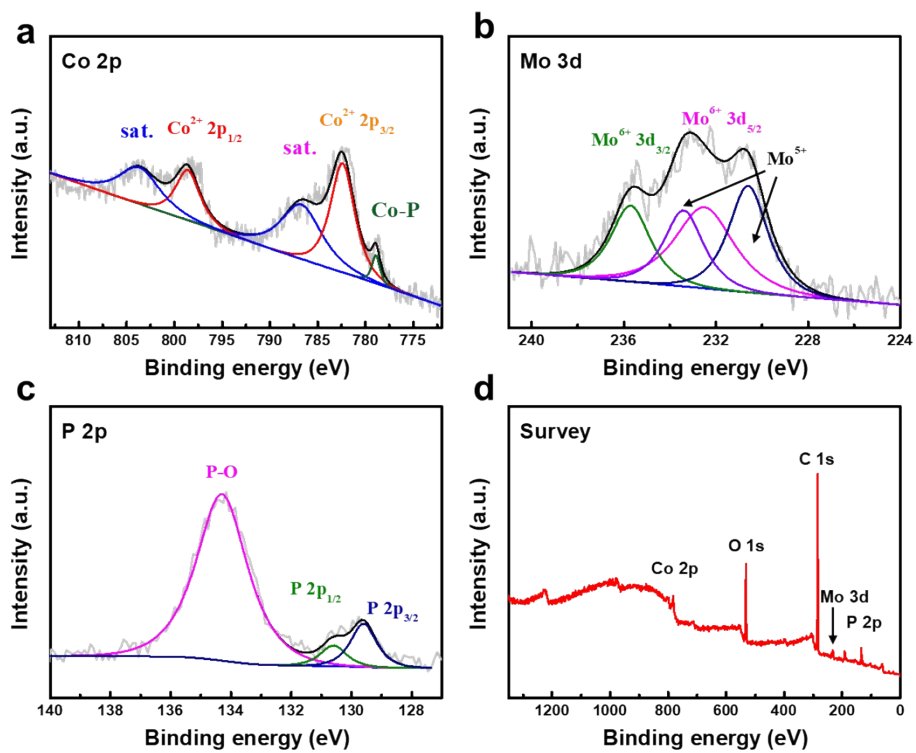 a
Co 2p
sat.
Co²⁺ 2p₁/₂
sat.
Co²⁺ 2p₃/₂
Co-P
Intensity (a.u.)
810 805 800 795 790 785 780 775
Binding energy (eV)
b
Mo 3d
Mo⁶⁺ 3d₃/₂
Mo⁶⁺ 3d₅/₂
Mo⁵⁺
Intensity (a.u.)
240 236 232 228 224
Binding energy (eV)
c
P 2p
P-O
P 2p₁/₂
P 2p₃/₂
Intensity (a.u.)
140 138 136 134 132 130 128
Binding energy (eV)
d
Survey
C 1s
O 1s
Co 2p
Mo 3d
P 2p
Intensity (a.u.)
1200 1000 800 600 400 200 0
Binding energy (eV)